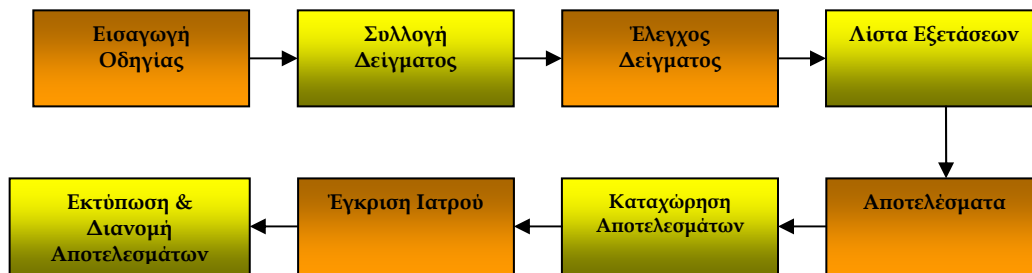 Εισαγωγή
Οδηγίας
Συλλογή
Δείγματος
Έλεγχος
Δείγματος
Λίστα Εξετάσεων
Αποτελέσματα
Καταχώρηση
Αποτελεσμάτων
Έγκριση Ιατρού
Εκτύπωση &
Διανομή
Αποτελεσμάτων